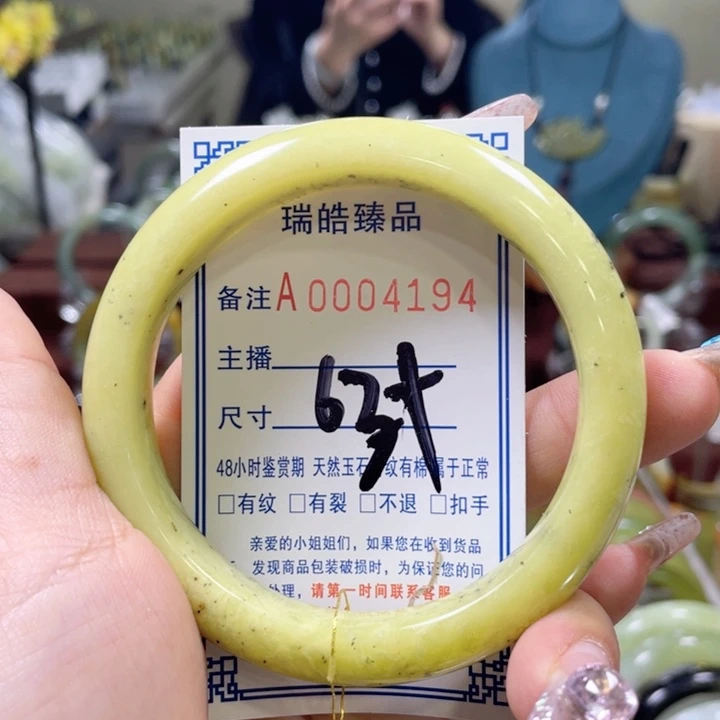 瑞皓臻品
备注A0004194
主播
尺寸 63
48小时鉴赏期 天然玉石 纹有棉 属于正常
□有纹 □有裂 □不退 □扣手
亲爱的小姐姐们,如果您在收到货品
发现商品包装破损时,为保证您的问
处理,请第一时间联系客服